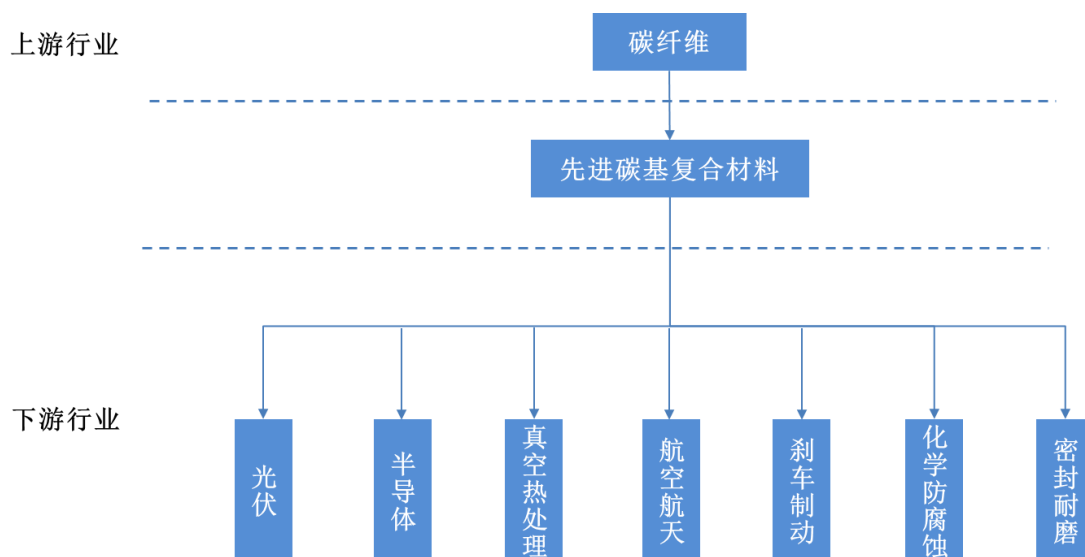 上游行业
碳纤维
先进碳基复合材料
下游行业
光伏
半导体
真空热处理
航空航天
刹车制动
化学防腐蚀
密封耐磨